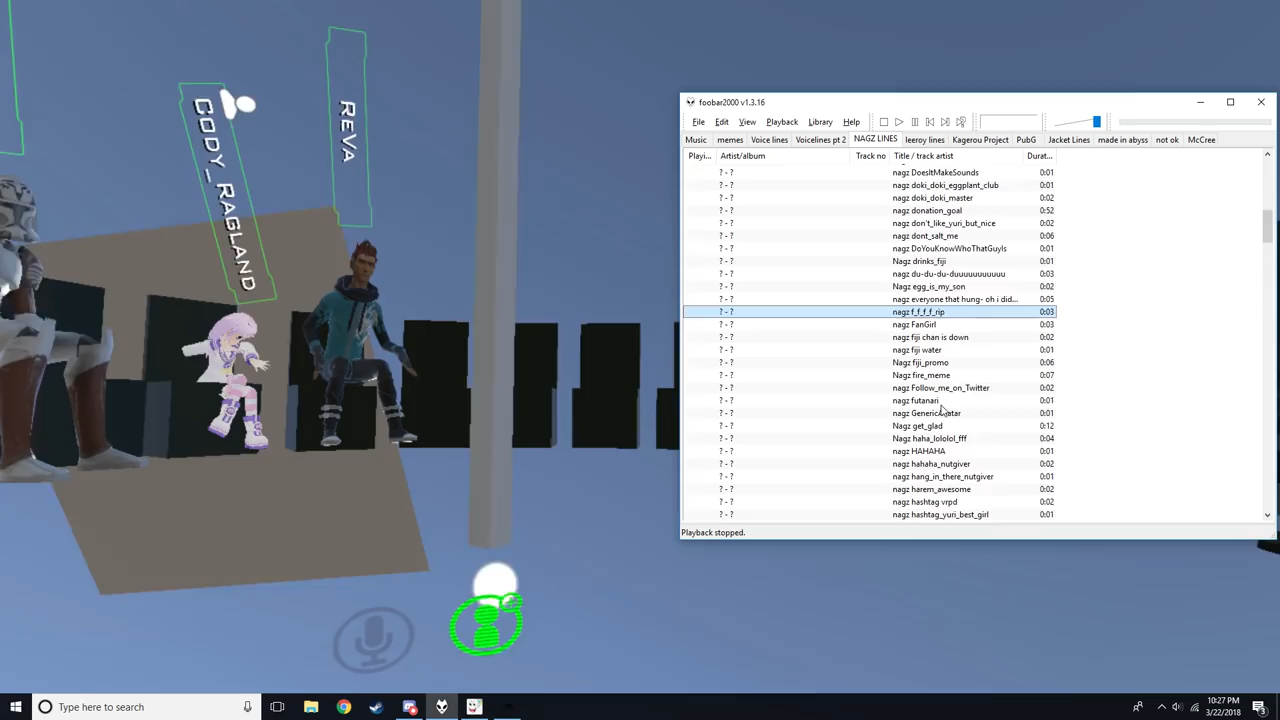 CODY_RAGLAND
REVA
foobar2000 v1.3.16
File Edit View Playback Library Help
Music memes Voice lines Voicelines pt 2 NAGZ LINES leeroy lines Kagerou Project PubG Jacket Lines made in abyss not ok McCree
Playi... Artist/album Track no Title / track artist Durat...
? - ? nagz DoesItMakeSounds 0:01
? - ? nagz doki_doki_eggplant_club 0:01
? - ? nagz doki_doki_master 0:02
? - ? nagz donation_goal 0:52
? - ? nagz don't_like_yuri_but_nice 0:02
? - ? nagz dont_salt_me 0:06
? - ? nagz DoYouKnowWhoThatGuyIs 0:01
? - ? Nagz drinks_fiji 0:01
? - ? nagz du-du-du-duuuuuuuuuuu 0:03
? - ? Nagz egg_is_my_son 0:02
? - ? nagz everyone that hung- oh i did... 0:05
? - ? nagz f_f_f_f_rip 0:03
? - ? nagz FanGirl 0:03
? - ? nagz fiji chan is down 0:02
? - ? nagz fiji water 0:01
? - ? Nagz fiji_promo 0:06
? - ? Nagz fire_meme 0:07
? - ? nagz Follow_me_on_Twitter 0:02
? - ? nagz futanari 0:01
? - ? nagz GenericAvatar 0:01
? - ? Nagz get_glad 0:12
? - ? Nagz haha_lololol_fff 0:04
? - ? nagz HAHAHA 0:01
? - ? nagz hahaha_nutgiver 0:02
? - ? nagz hang_in_there_nutgiver 0:01
? - ? nagz harem_awesome 0:02
? - ? nagz hashtag vrpd 0:02
? - ? nagz hashtag_yuri_best_girl 0:01
Playback stopped.
Type here to search
10:27 PM
3/22/2018
3